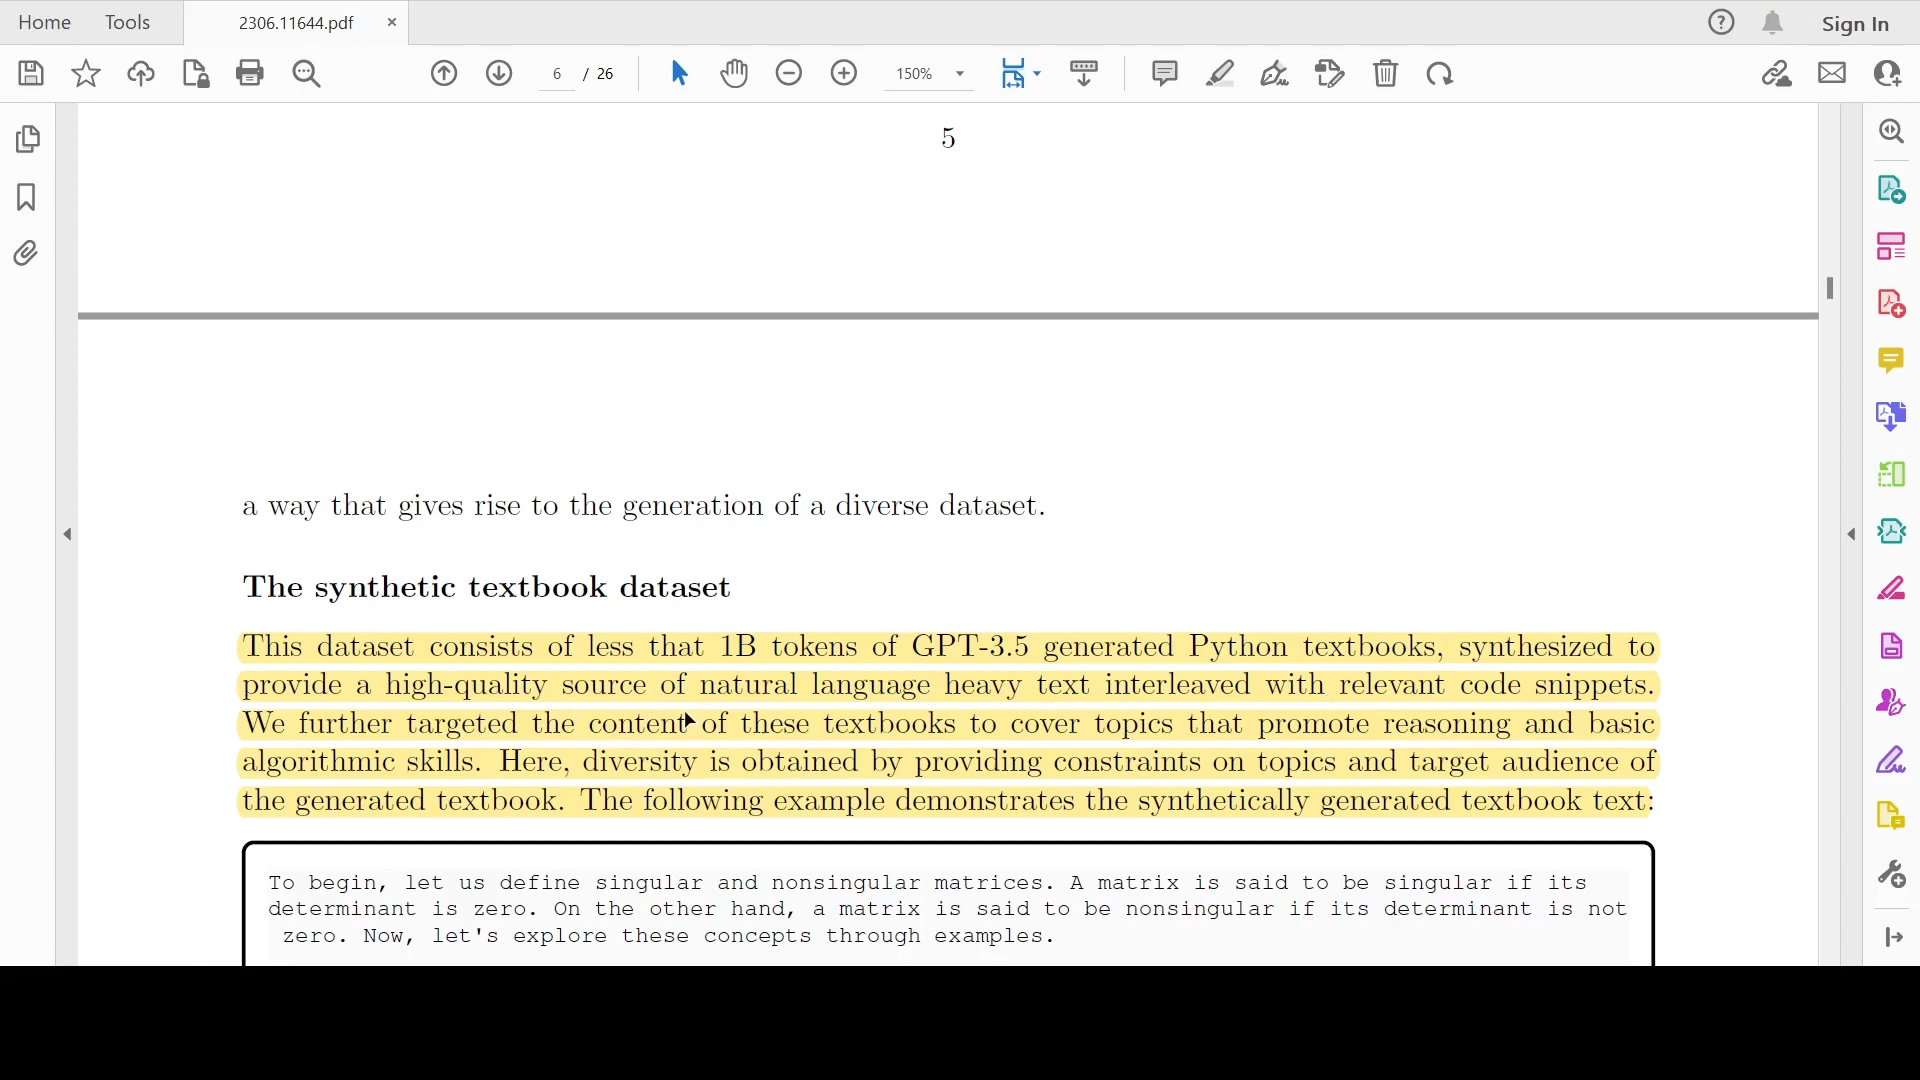 Home Tools 2306.11644.pdf × Sign In
6 / 26 150%
5
a way that gives rise to the generation of a diverse dataset.
The synthetic textbook dataset
This dataset consists of less that 1B tokens of GPT-3.5 generated Python textbooks, synthesized to
provide a high-quality source of natural language heavy text interleaved with relevant code snippets.
We further targeted the content of these textbooks to cover topics that promote reasoning and basic
algorithmic skills. Here, diversity is obtained by providing constraints on topics and target audience of
the generated textbook. The following example demonstrates the synthetically generated textbook text:
To begin, let us define singular and nonsingular matrices. A matrix is said to be singular if its
determinant is zero. On the other hand, a matrix is said to be nonsingular if its determinant is not
zero. Now, let's explore these concepts through examples.